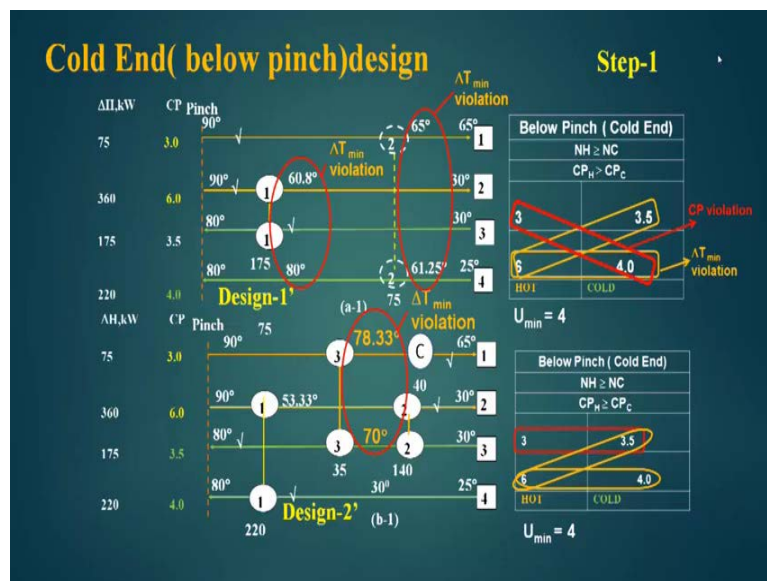 Cold End( below pinch)design
Step-1
ΔTmin
violation
ΔΠ,kW CP Pinch
90° √ 2 65° 65° 1
75 3.0
ΔTmin
violation
90° √ 1 60.8° 30° 2
360 6.0
80° 1 √ 30° 3
175 3.5
175
80° 80° 2 61.25° 25° 4
220 4.0
Design-1’
(a-1)
75
Below Pinch ( Cold End)
NH ≥ NC
CPH > CPC
3 3.5
CP violation
6 4.0
ΔTmin
violation
HOT COLD
Umin = 4
ΛH,kW CP Pinch
75
ΔTmin
violation
90° 3 78.33° C √ 65° 1
75 3.0
40
90° 1 53.33° 2 √ 30° 2
360 6.0
80° √ 3 70° 2 30° 3
175 3.5
35 140
80° 1 √ 30° 25° 4
220 4.0
Design-2’
(b-1)
220
Below Pinch ( Cold End)
NH ≥ NC
CPH ≥ CPC
3 3.5
6 4.0
HOT COLD
Umin = 4